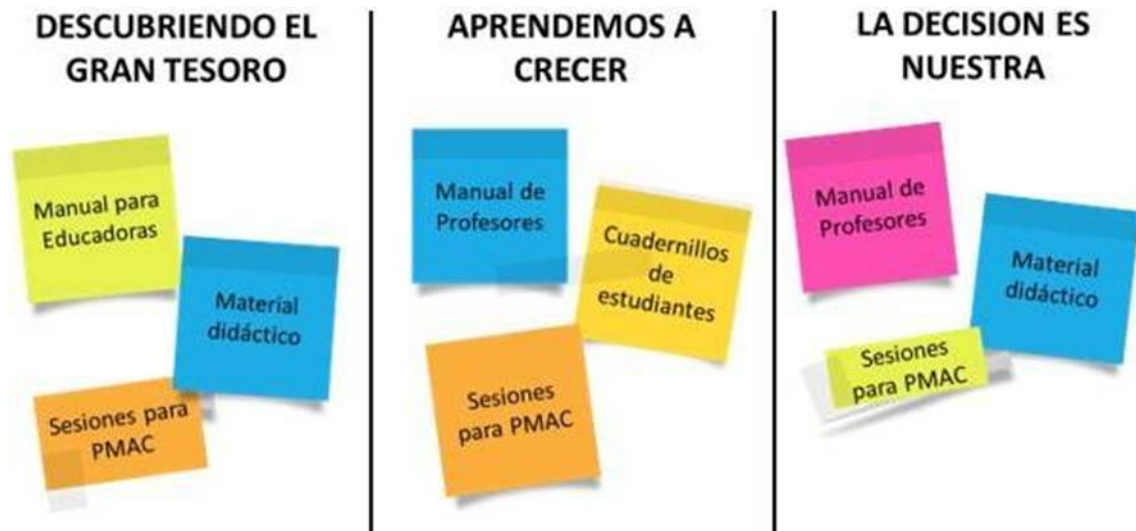 DESCUBRIENDO EL
GRAN TESORO
Manual para
Educadoras
Material
didáctico
Sesiones para
PMAC
APRENDEMOS A
CRECER
Manual de
Profesores
Cuadernillos
de
estudiantes
Sesiones
para PMAC
LA DECISION ES
NUESTRA
Manual de
Profesores
Material
didáctico
Sesiones
para PMAC